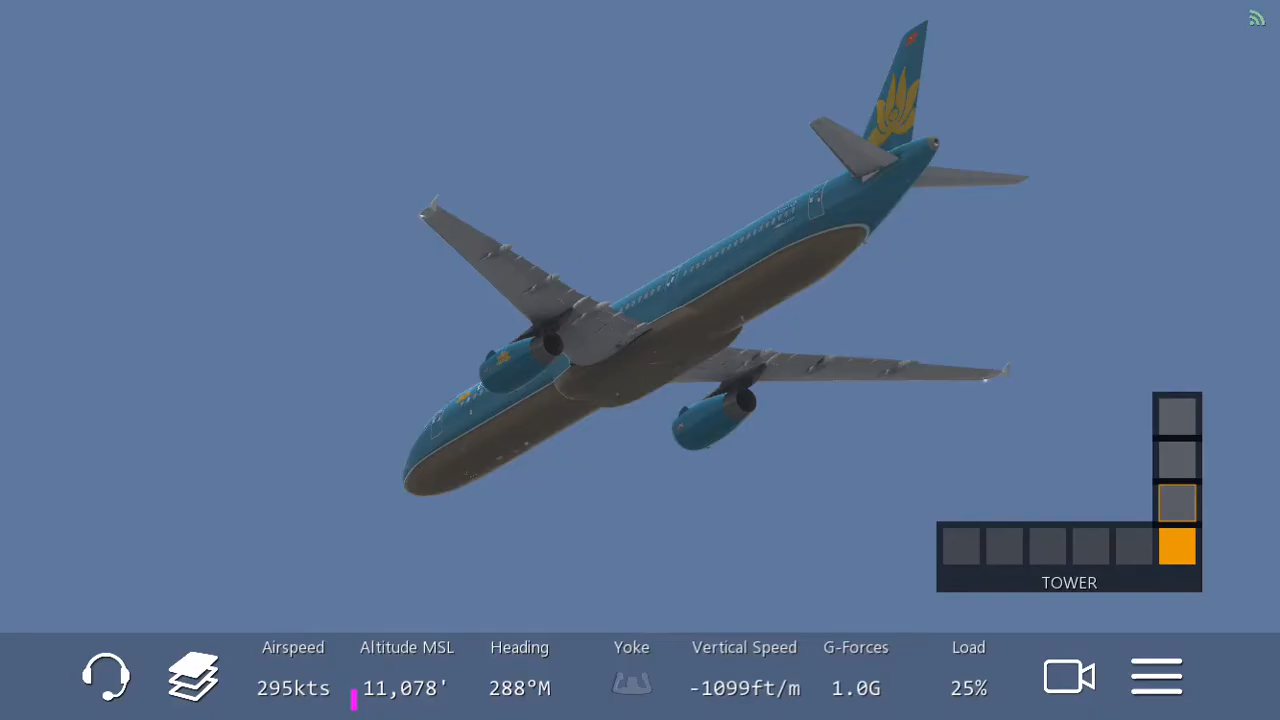 TOWER
Airspeed
295kts
Altitude MSL
11,078'
Heading
288°M
Yoke
Vertical Speed
-1099ft/m
G-Forces
1.0G
Load
25%